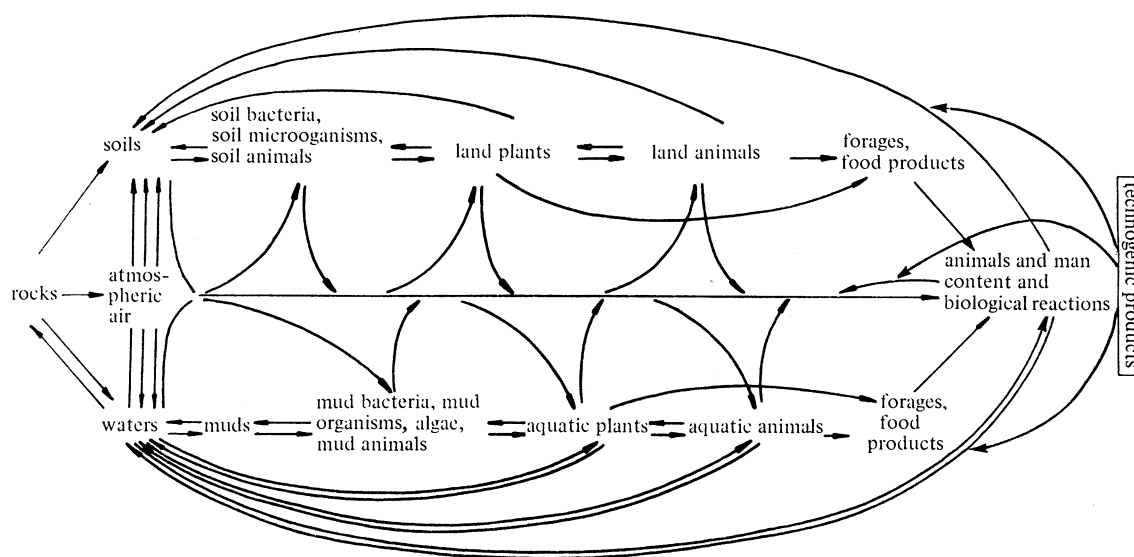 soil bacteria,
soil microoganisms,
soil animals
soils
land plants
land animals
forages,
food products
rocks
atmos-
pheric
air
animals and man
content and
biological reactions
technogenic products
waters
muds
mud bacteria, mud
organisms, algae,
mud animals
aquatic plants
aquatic animals
forages,
food
products